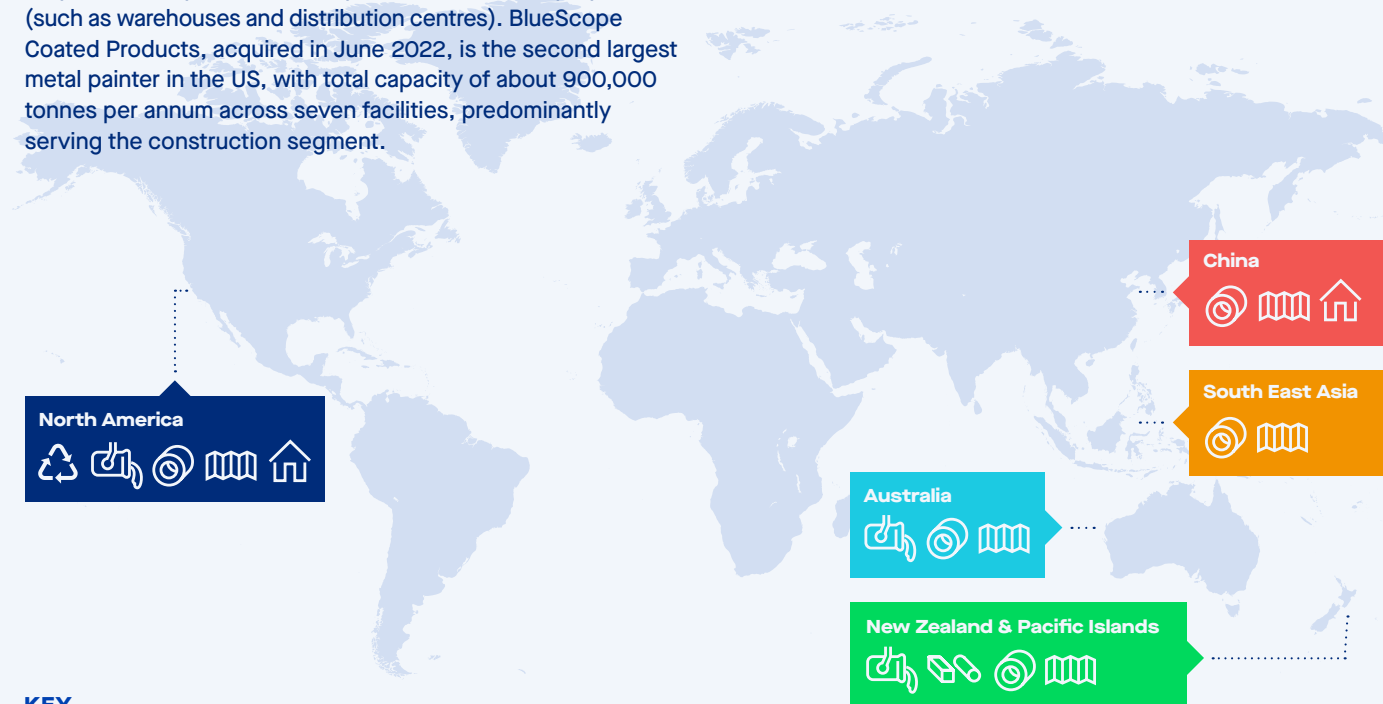 (such as warehouses and distribution centres). BlueScope
Coated Products, acquired in June 2022, is the second largest
metal painter in the US, with total capacity of about 900,000
tonnes per annum across seven facilities, predominantly
serving the construction segment.
China
South East Asia
North America
Australia
New Zealand & Pacific Islands
KEY